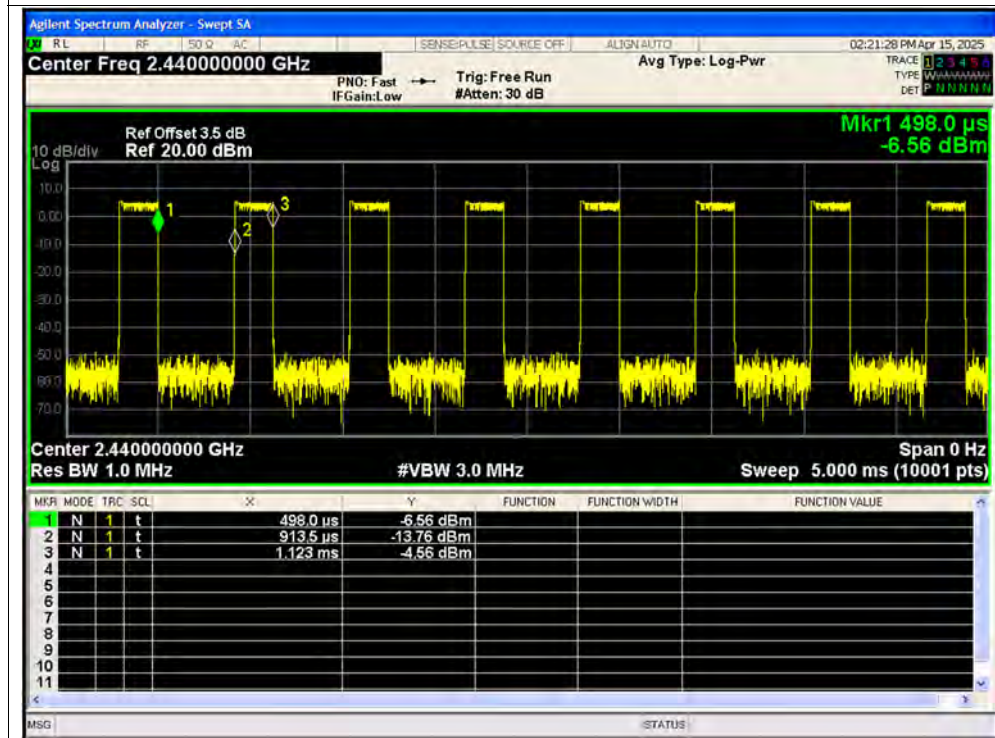 Agilent Spectrum Analyzer - Swept SA
RL RF 50 Ω AC SENSE:PULSE SOURCE OFF ALIGN AUTO 02:21:28 PM Apr 15, 2025
Center Freq 2.440000000 GHz
PNO: Fast
IFGain:Low
Trig: Free Run
#Atten: 30 dB
Avg Type: Log-Pwr
TRACE 1 2 3 4 5 6
TYPE W
DET P N N N N N
Mkr1 498.0 µs
-6.56 dBm
Ref Offset 3.5 dB
10 dB/div Ref 20.00 dBm
Log
10.0
0.00
-10.0
-20.0
-30.0
-40.0
-50.0
-60.0
-70.0
1
2
3
Center 2.440000000 GHz Span 0 Hz
Res BW 1.0 MHz #VBW 3.0 MHz Sweep 5.000 ms (10001 pts)
MKR MODE TRC SCL X Y FUNCTION FUNCTION WIDTH FUNCTION VALUE
1 N 1 t 498.0 µs -6.56 dBm
2 N 1 t 913.5 µs -13.76 dBm
3 N 1 t 1.123 ms -4.56 dBm
4
5
6
7
8
9
10
11
MSG STATUS